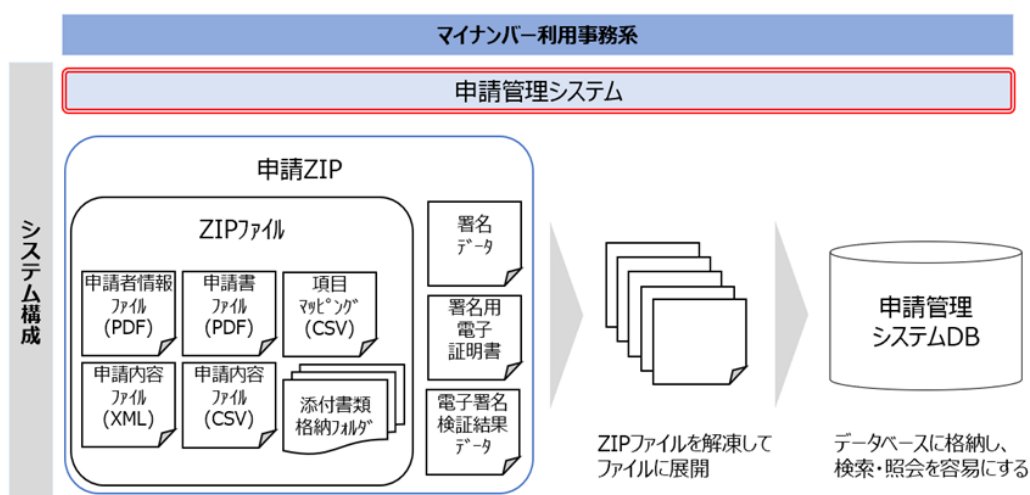 マイナンバー利用事務系
申請管理システム
システム構成
申請ZIP
ZIPﾌｧｲﾙ
申請者情報
ﾌｧｲﾙ
(PDF)
申請書
ﾌｧｲﾙ
(PDF)
項目
ﾏｯﾋﾟﾝｸﾞ
(CSV)
申請内容
ﾌｧｲﾙ
(XML)
申請内容
ﾌｧｲﾙ
(CSV)
添付書類
格納ﾌｫﾙﾀﾞ
署名
ﾃﾞｰﾀ
署名用
電子
証明書
電子署名
検証結果
ﾃﾞｰﾀ
ZIPファイルを解凍して
ファイルに展開
申請管理
システムDB
データベースに格納し、
検索・照会を容易にする